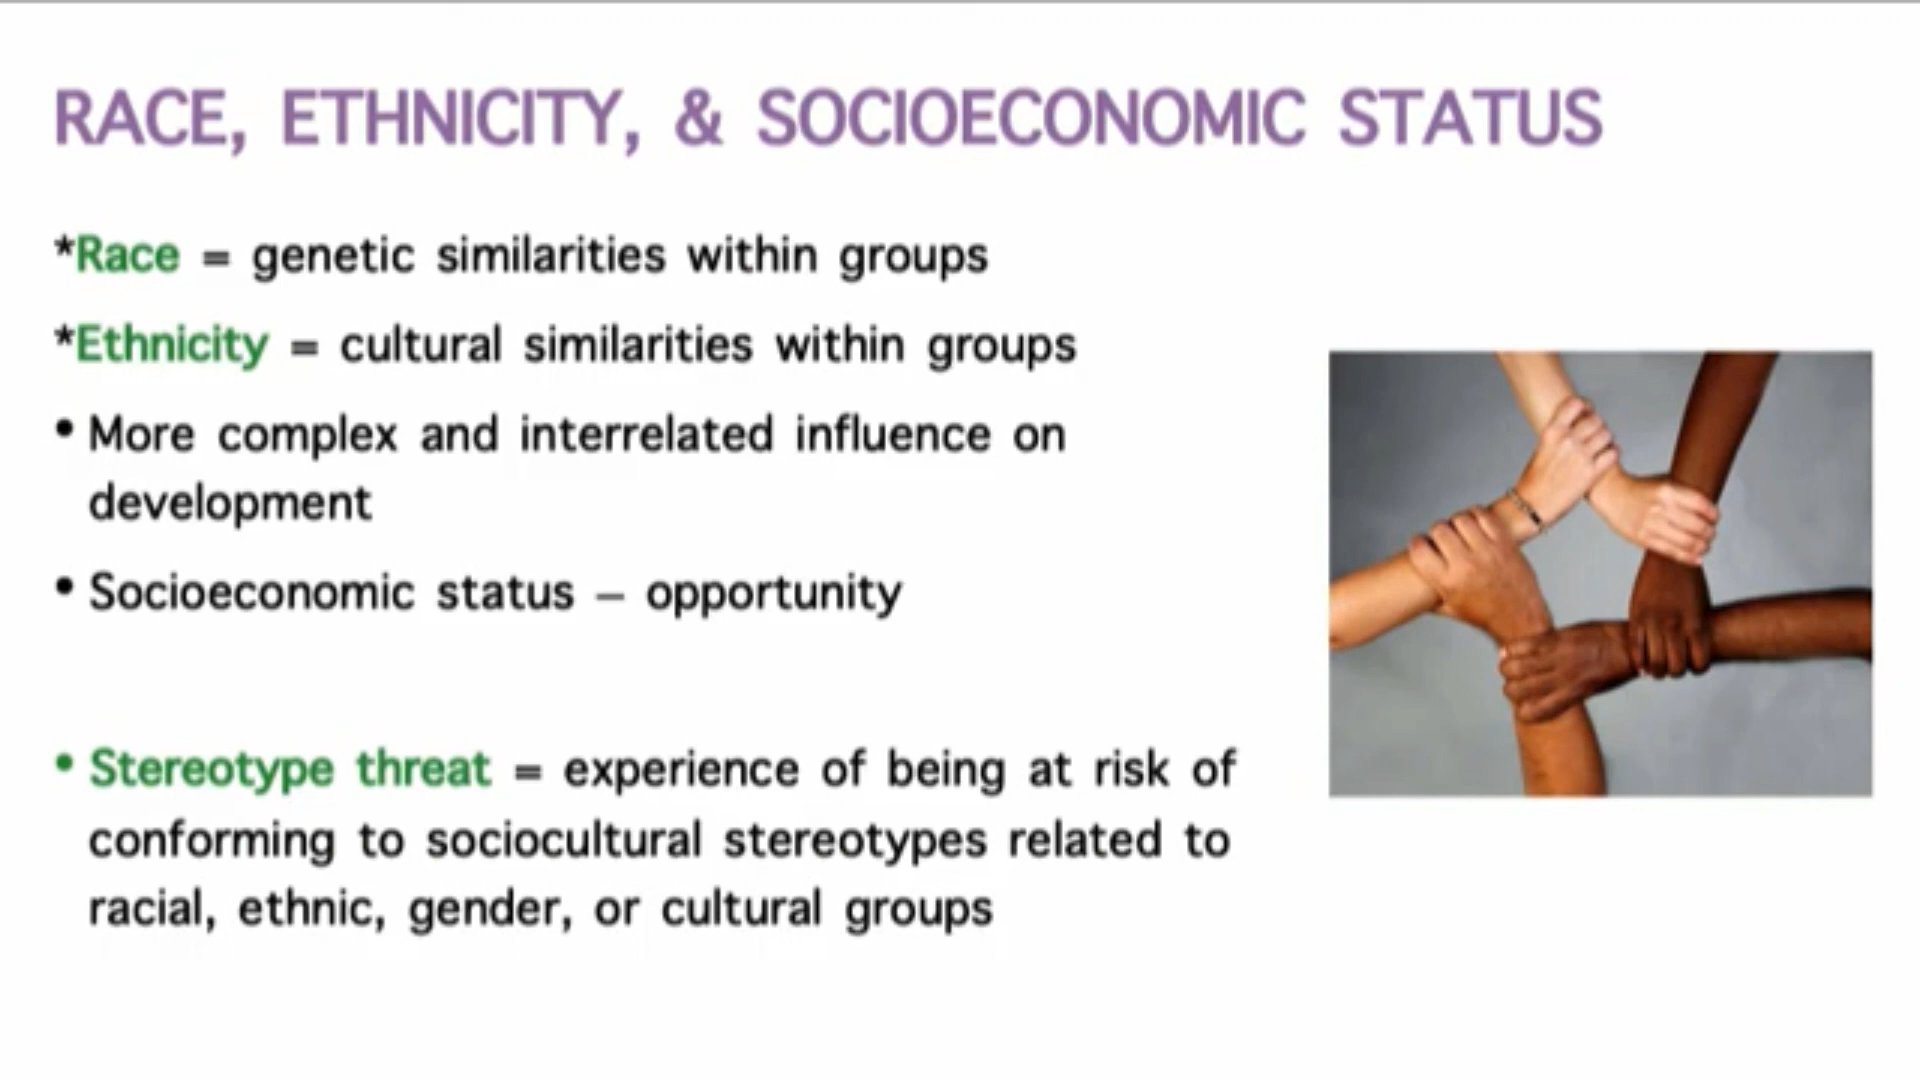 RACE, ETHNICITY, & SOCIOECONOMIC STATUS
*Race = genetic similarities within groups
*Ethnicity = cultural similarities within groups
• More complex and interrelated influence on
development
• Socioeconomic status – opportunity
• Stereotype threat = experience of being at risk of
conforming to sociocultural stereotypes related to
racial, ethnic, gender, or cultural groups